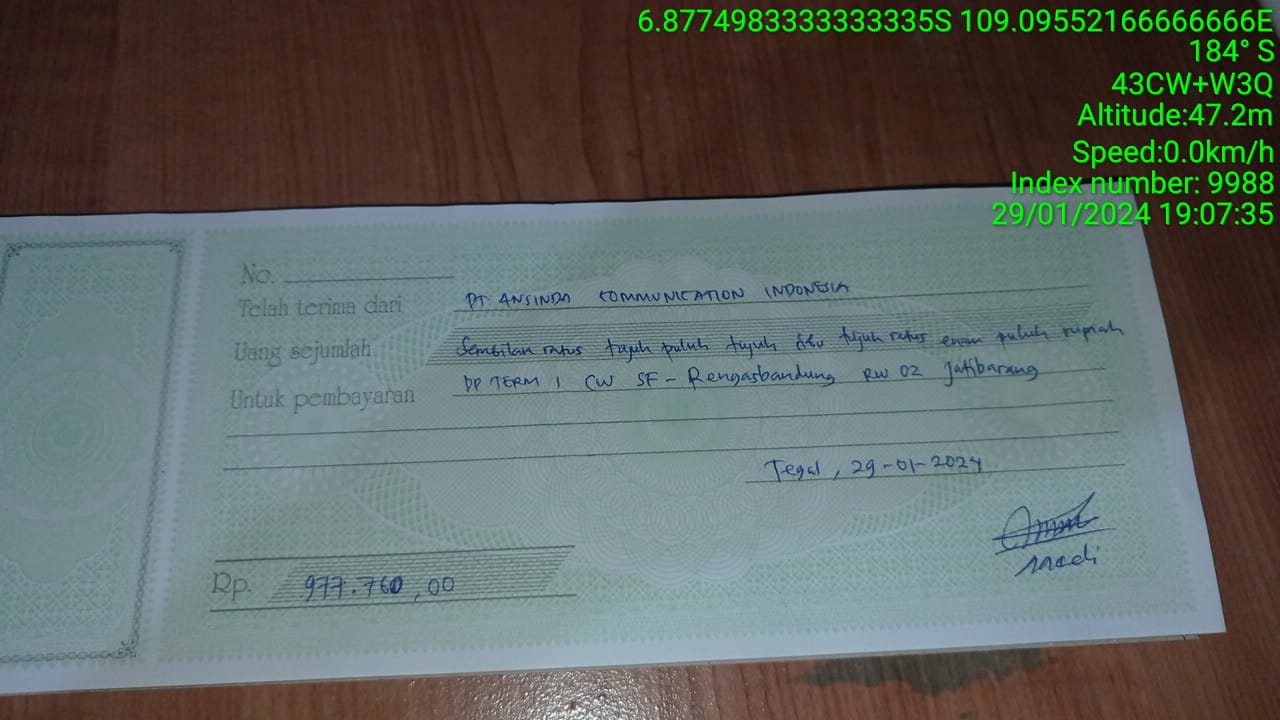 6.8774983333333335S 109.09552166666666E
184° S
43CW+W3Q
Altitude:47.2m
Speed:0.0km/h
Index number: 9988
29/01/2024 19:07:35
No.
Telah terima dari PT ANSINDA COMMUNICATION INDONESIA
Uang sejumlah Sembilan ratus tujuh puluh tujuh ribu tujuh ratus enam puluh rupiah
Untuk pembayaran DP TERM 1 CW SF - Rengasbandung RW 02 Jatibarang
Tegal, 29-01-2024
Rp. 977.760,00